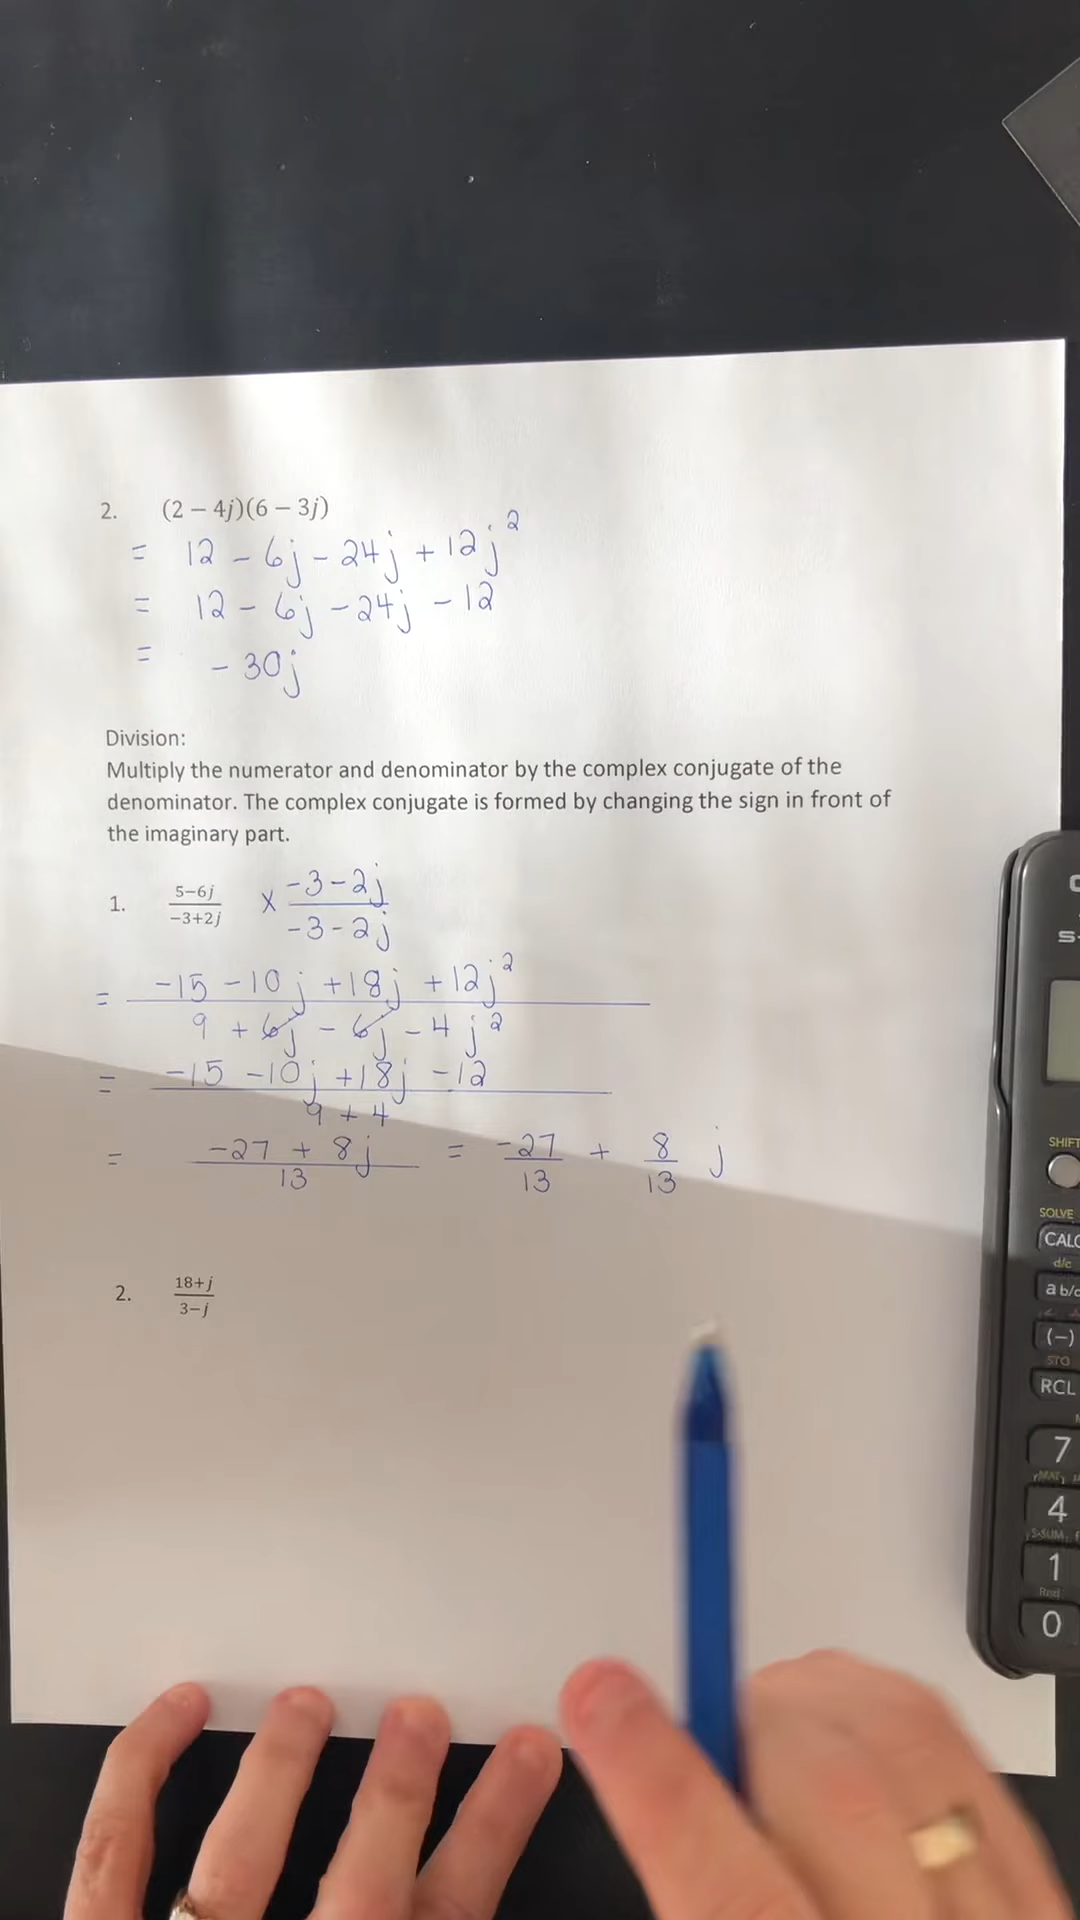 2. (2 – 4j)(6 – 3j)
= 12 – 6j – 24j + 12j²
= 12 – 6j – 24j – 12
= – 30j
Division:
Multiply the numerator and denominator by the complex conjugate of the
denominator. The complex conjugate is formed by changing the sign in front of
the imaginary part.
1. 5−6j / −3+2j × −3−2j / −3−2j
= −15 −10j +18j +12j² / 9 + 6j − 6j − 4j²
= −15 −10j +18j −12 / 9 + 4
= −27 + 8j / 13 = −27/13 + 8/13 j
2. 18+j / 3−j
S-
SHIFT
SOLVE
CALC
d/c
a b/c
(−)
STO
RCL
7
4
S-SUM
1
Rnd
0